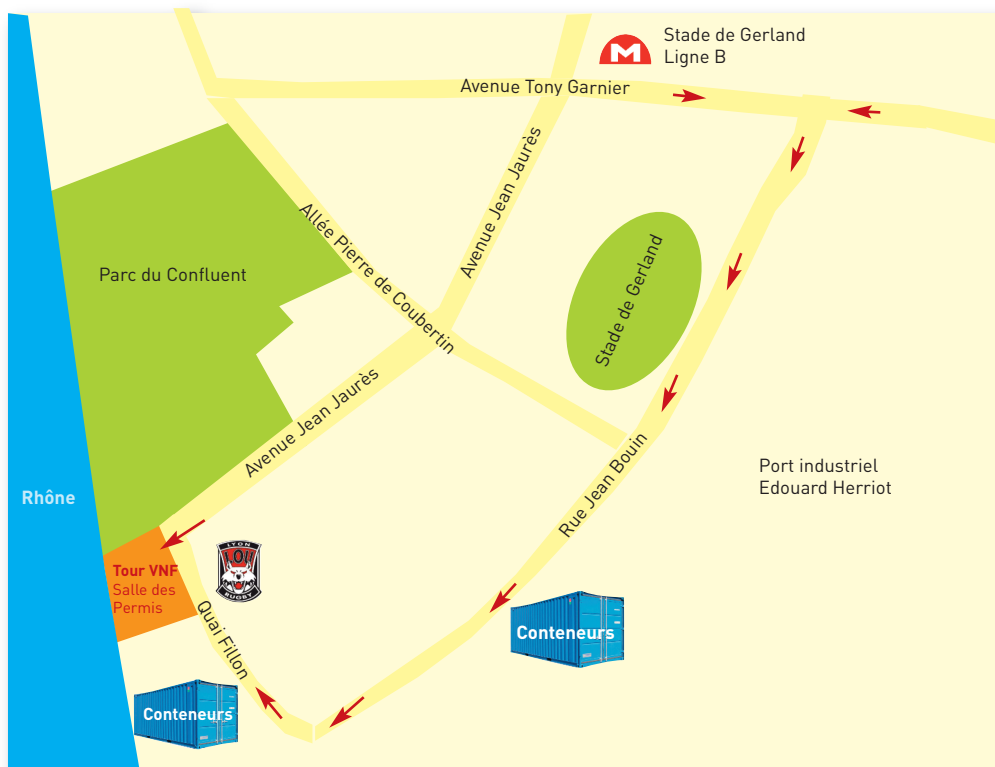 M
Stade de Gerland
Ligne B
Avenue Tony Garnier
Avenue Jean Jaurès
Allée Pierre de Coubertin
Parc du Confluent
Stade de Gerland
Avenue Jean Jaurès
Rue Jean Bouin
Port industriel
Edouard Herriot
Rhône
LYON
LOU
RUGBY
Tour VNF
Salle des
Permis
Quai Fillon
Conteneurs
Conteneurs